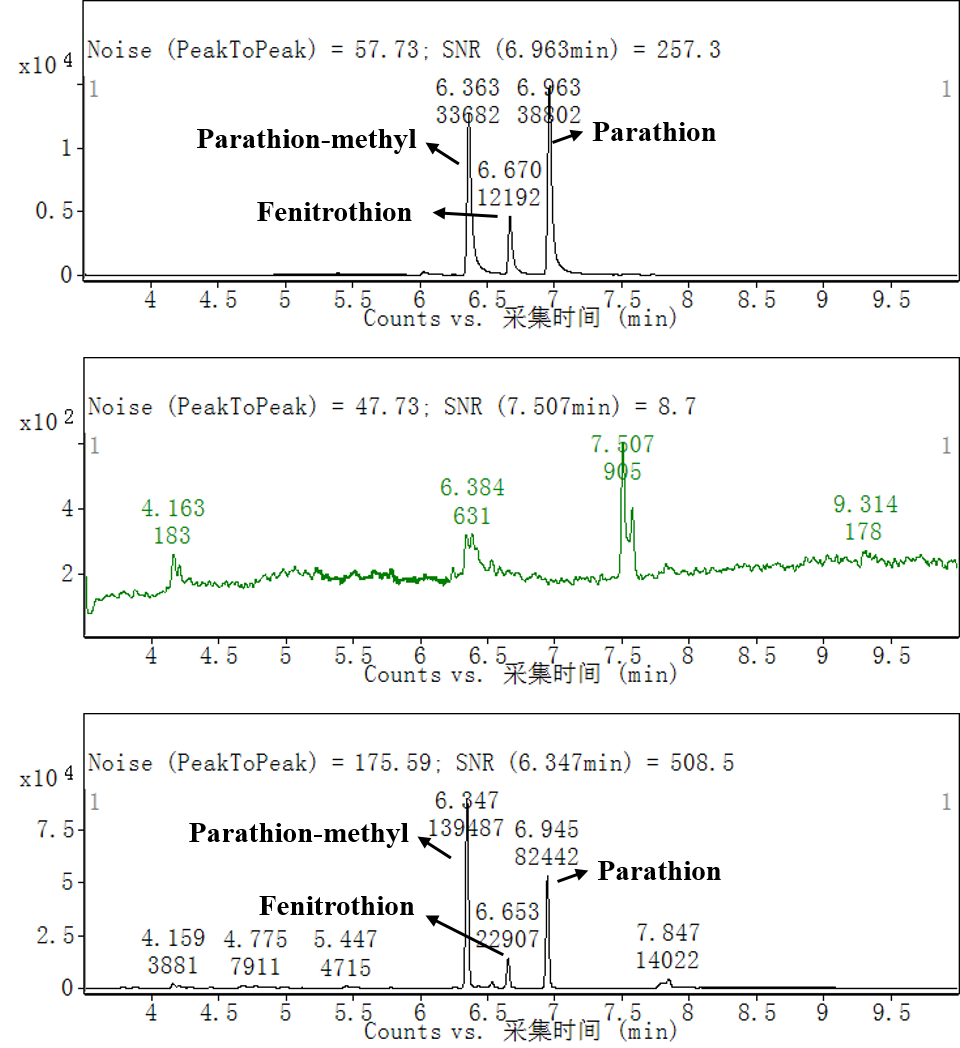 Noise (PeakToPeak) = 57.73; SNR (6.963min) = 257.3
x10 4
1 1
6.363 6.963
33682 38802
Parathion-methyl Parathion
1
6.670
12192
Fenitrothion
0.5
0
4 4.5 5 5.5 6 6.5 7 7.5 8 8.5 9 9.5
Counts vs. 采集时间 (min)
Noise (PeakToPeak) = 47.73; SNR (7.507min) = 8.7
x10 2
1 1
7.507
905
6.384
631
4.163
183
9.314
178
4
2
4 4.5 5 5.5 6 6.5 7 7.5 8 8.5 9 9.5
Counts vs. 采集时间 (min)
Noise (PeakToPeak) = 175.59; SNR (6.347min) = 508.5
x10 4
1 1
6.347
139487
6.945
82442
7.5
Parathion-methyl
Parathion
5
Fenitrothion
6.653
22907
2.5
4.159 4.775 5.447 7.847
3881 7911 4715 14022
0
4 4.5 5 5.5 6 6.5 7 7.5 8 8.5 9 9.5
Counts vs. 采集时间 (min)